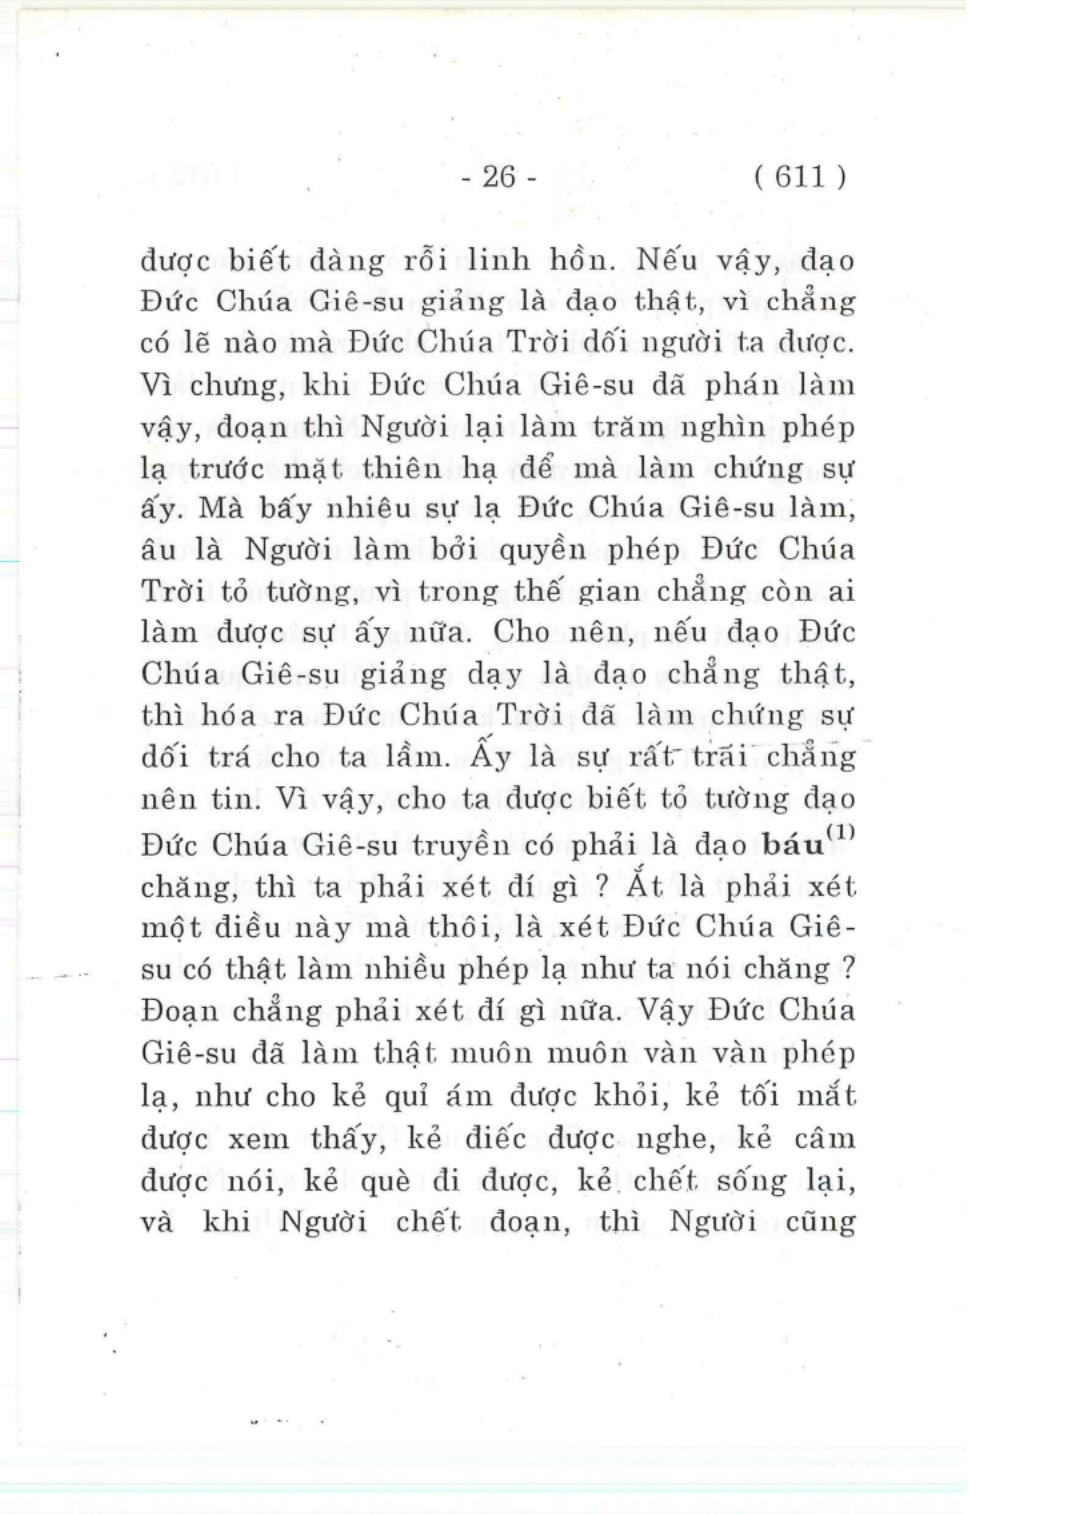 - 26 - ( 611 )
được biết đàng rỗi linh hồn. Nếu vậy, đạo
Đức Chúa Giê-su giảng là đạo thật, vì chẳng
có lẽ nào mà Đức Chúa Trời dối người ta được.
Vì chưng, khi Đức Chúa Giê-su đã phán làm
vậy, đoạn thì Người lại làm trăm nghìn phép
lạ trước mặt thiên hạ để mà làm chứng sự
ấy. Mà bấy nhiêu sự lạ Đức Chúa Giê-su làm,
âu là Người làm bởi quyền phép Đức Chúa
Trời tỏ tường, vì trong thế gian chẳng còn ai
làm được sự ấy nữa. Cho nên, nếu đạo Đức
Chúa Giê-su giảng dạy là đạo chẳng thật,
thì hóa ra Đức Chúa Trời đã làm chứng sự
dối trá cho ta lầm. Ấy là sự rất trái chẳng
nên tin. Vì vậy, cho ta được biết tỏ tường đạo
Đức Chúa Giê-su truyền có phải là đạo báu(1)
chăng, thì ta phải xét đí gì ? Ắt là phải xét
một điều này mà thôi, là xét Đức Chúa Giê-
su có thật làm nhiều phép lạ như ta nói chăng ?
Đoạn chẳng phải xét đí gì nữa. Vậy Đức Chúa
Giê-su đã làm thật muôn muôn vàn vàn phép
lạ, như cho kẻ quỉ ám được khỏi, kẻ tối mắt
được xem thấy, kẻ điếc được nghe, kẻ câm
được nói, kẻ què đi được, kẻ chết sống lại,
và khi Người chết đoạn, thì Người cũng